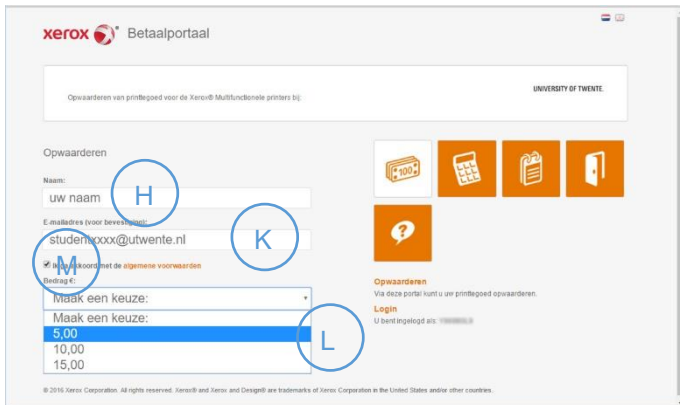 xerox Betaalportaal
Opwaarderen van printtegoed voor de Xerox® Multifunctionele printers bij:
UNIVERSITY OF TWENTE.
Opwaarderen
Naam:
uw naam
H
E-mailadres (voor bevestiging):
studentxxxx@utwente.nl
K
M
akkoord met de algemene voorwaarden
Bedrag €:
Maak een keuze:
Maak een keuze:
5,00
L
10,00
15,00
100
?
Opwaarderen
Via deze portal kunt u uw printtegoed opwaarderen.
Login
U bent ingelogd als:
© 2016 Xerox Corporation. All rights reserved. Xerox® and Xerox and Design® are trademarks of Xerox Corporation in the United States and/or other countries.